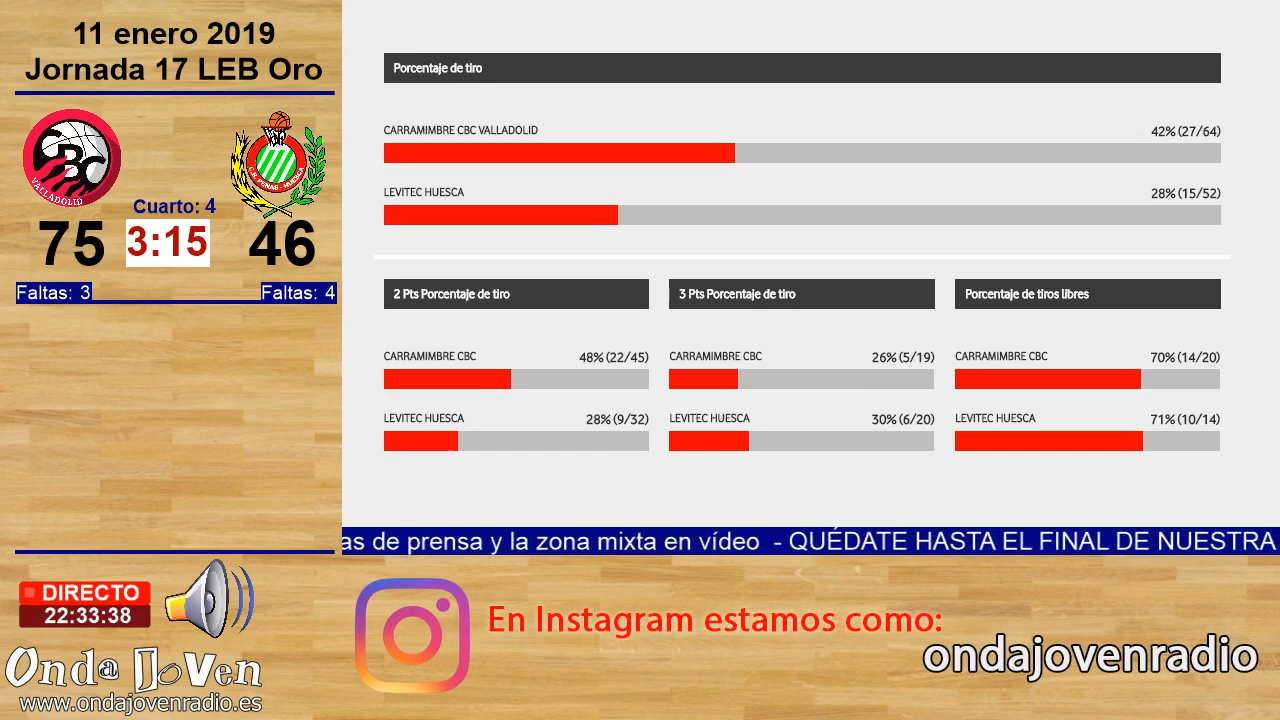 11 enero 2019
Jornada 17 LEB Oro
CBC
VALLADOLID
C.B. PEÑAS - HUESCA
Cuarto: 4
75
3:15
46
Faltas: 3
Faltas: 4
Porcentaje de tiro
CARRAMIMBRE CBC VALLADOLID
42% (27/64)
LEVITEC HUESCA
28% (15/52)
2 Pts Porcentaje de tiro
CARRAMIMBRE CBC
48% (22/45)
LEVITEC HUESCA
28% (9/32)
3 Pts Porcentaje de tiro
CARRAMIMBRE CBC
26% (5/19)
LEVITEC HUESCA
30% (6/20)
Porcentaje de tiros libres
CARRAMIMBRE CBC
70% (14/20)
LEVITEC HUESCA
71% (10/14)
as de prensa y la zona mixta en vídeo - QUÉDATE HASTA EL FINAL DE NUESTRA
DIRECTO
22:33:38
Onda Joven
www.ondajovenradio.es
En Instagram estamos como:
ondajovenradio